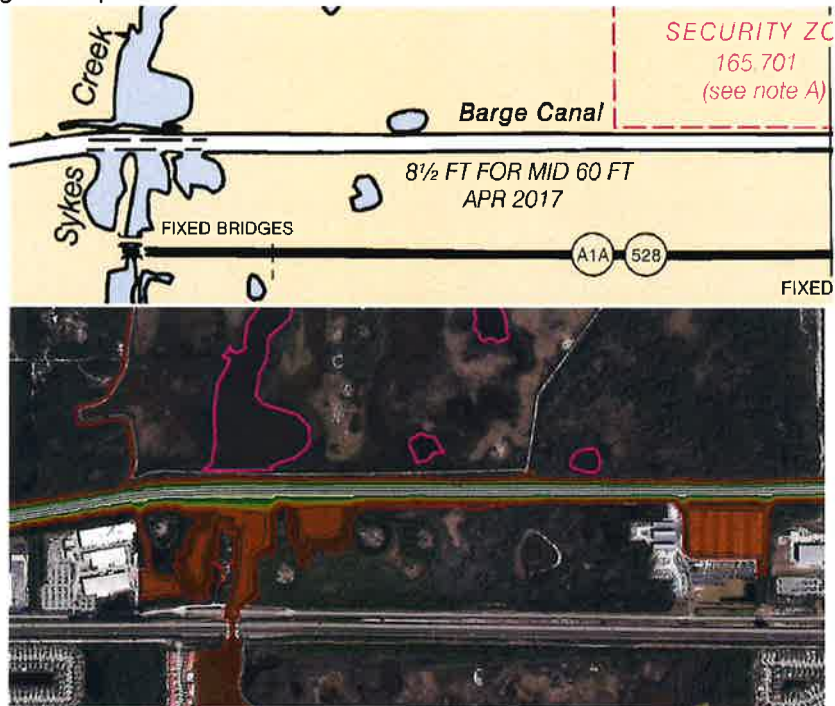 Creek
SECURITY ZO
165.701
(see note A)
Barge Canal
8½ FT FOR MID 60 FT
APR 2017
Sykes
FIXED BRIDGES
A1A
528
FIXED